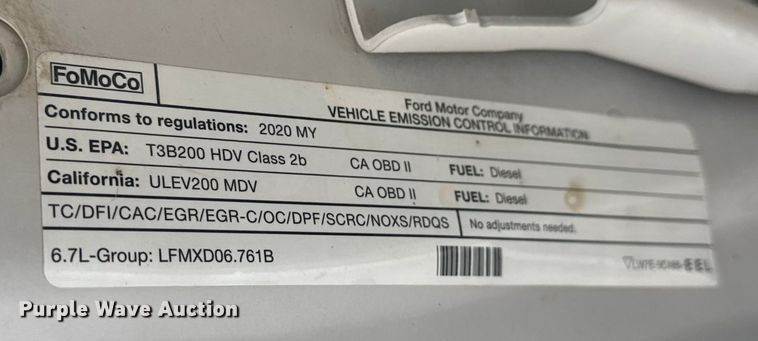 FoMoCo
Ford Motor Company
VEHICLE EMISSION CONTROL INFORMATION
Conforms to regulations: 2020 MY
U.S. EPA: T3B200 HDV Class 2b CA OBD II FUEL: Diesel
California: ULEV200 MDV CA OBD II FUEL: Diesel
TC/DFI/CAC/EGR/EGR-C/OC/DPF/SCRC/NOXS/RDQS No adjustments needed.
6.7L-Group: LFMXD06.761B
Purple Wave Auction